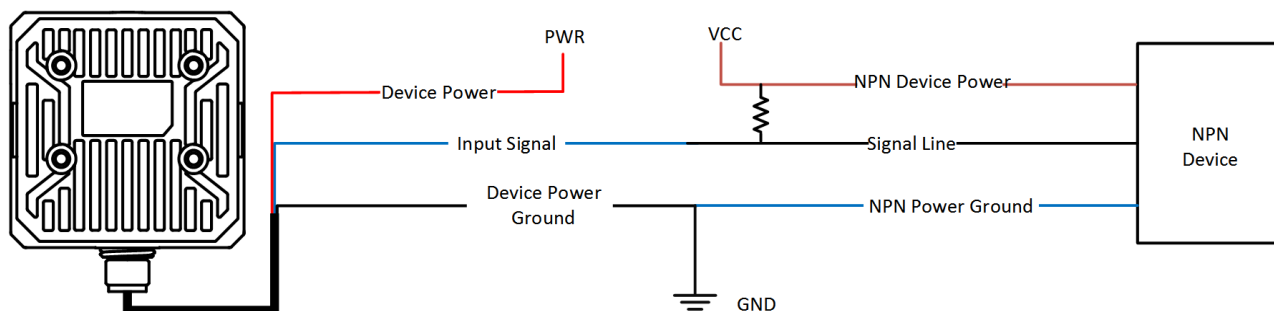 PWR
VCC
Device Power
NPN Device Power
Input Signal
Signal Line
NPN
Device
Device Power
Ground
NPN Power Ground
GND